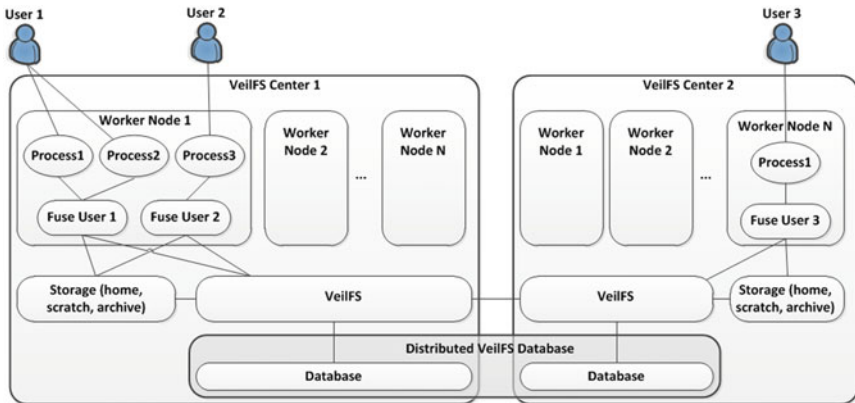 User 1
User 2
User 3
VeilFS Center 1
VeilFS Center 2
Worker Node 1
Process1
Process2
Process3
Fuse User 1
Fuse User 2
Worker
Node 2
...
Worker
Node N
Worker
Node 1
Worker
Node 2
...
Worker Node N
Process1
Fuse User 3
Storage (home,
scratch, archive)
VeilFS
VeilFS
Storage (home,
scratch, archive)
Distributed VeilFS Database
Database
Database